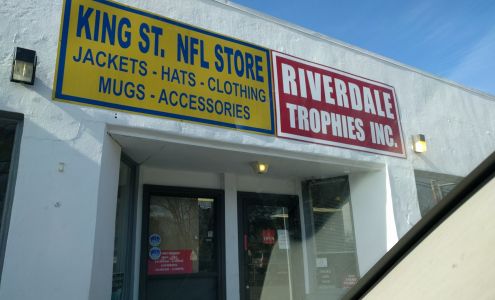 KING ST. NFL STORE
JACKETS - HATS - CLOTHING
MUGS - ACCESSORIES
RIVERDALE
TROPHIES INC.